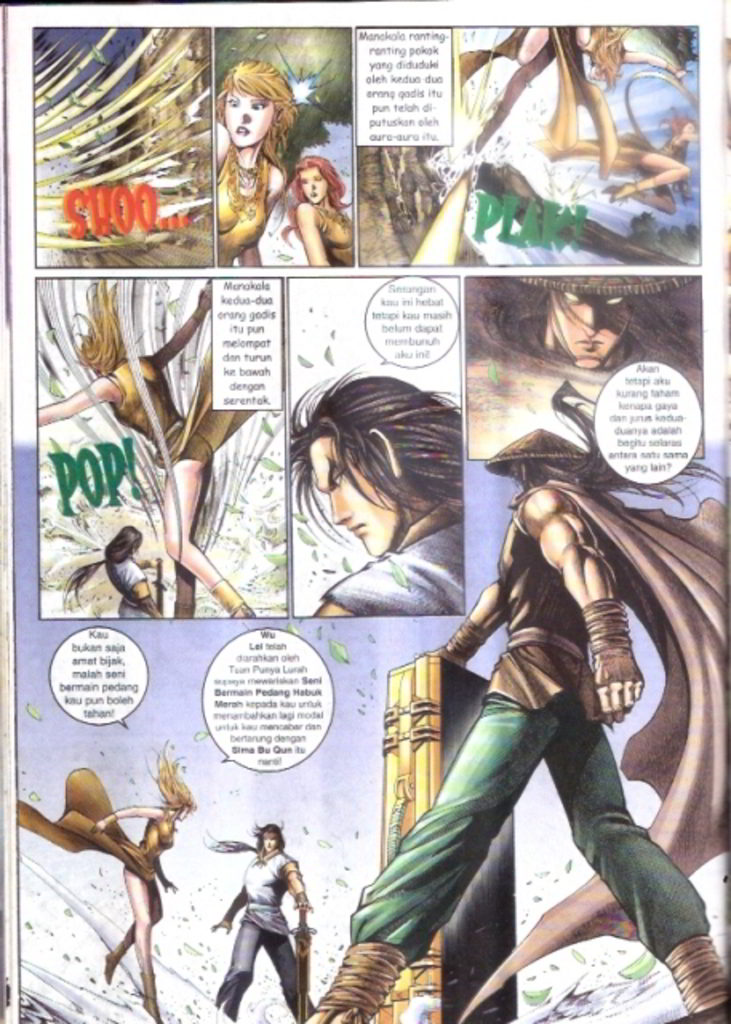 SHOO...
Manakala ranting-
ranting pokok
yang diduduki
oleh kedua-dua
orang gadis itu
pun telah di-
putuskan oleh
aura-aura itu.
PLAK!
Manakala
kedua-dua
orang gadis
itu pun
melompat
dan turun
ke bawah
dengan
serentak.
POP!
Serangan
kau ini hebat
tetapi kau masih
belum dapat
membunuh
aku ini!
Akan
tetapi aku
kurang faham
kenapa gaya
dan jurus kedua-
duanya adalah
begitu selaras
antara satu sama
yang lain?
Kau
bukan saja
amat bijak,
malah seni
bermain pedang
kau pun boleh
tahan!
Wu
Lei telah
diarahkan oleh
Tuan Punya Lurah
supaya mewariskan Seni
Bermain Pedang Habuk
Merah kepada kau untuk
menambahkan lagi modal
untuk kau mencabar dan
bertarung dengan
Sima Bu Qun itu
nanti!